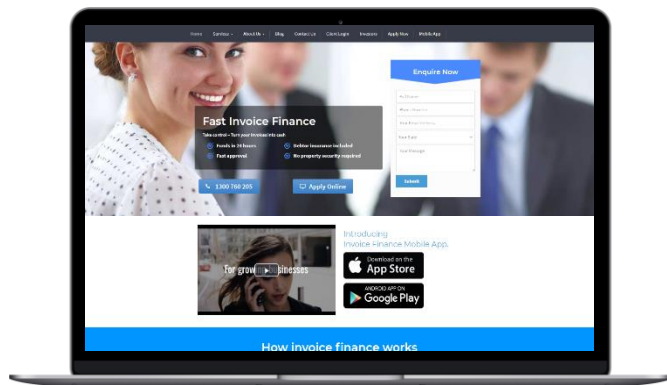 Home Services About Us Blog Contact Us Client Login Investors Apply Now Mobile App
Fast Invoice Finance
Take control – Turn your invoices into cash
Funds in 24 hours
Debtor insurance included
Fast approval
No property security required
1300 760 205
Apply Online
Enquire Now
Your Message
Submit
For growing businesses
Introducing
Invoice Finance Mobile App.
Download on the
App Store
ANDROID APP ON
Google Play
How invoice finance works